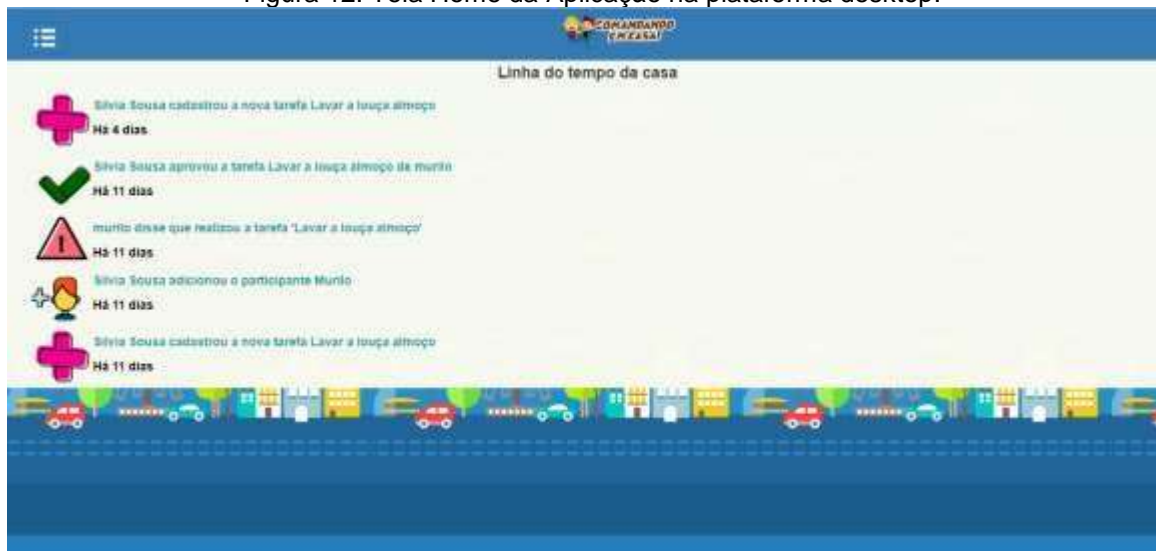 Figura 12. Tela Home da Aplicação na plataforma desktop.
COMANDANDO
EM CASA!
Linha do tempo da casa
Silvia Sousa cadastrou a nova tarefa Lavar a louça almoço
Há 4 dias
Silvia Sousa aprovou a tarefa Lavar a louça almoço de murilo
Há 11 dias
murilo disse que realizou a tarefa 'Lavar a louça almoço'
Há 11 dias
Silvia Sousa adicionou o participante Murilo
Há 11 dias
Silvia Sousa cadastrou a nova tarefa Lavar a louça almoço
Há 11 dias